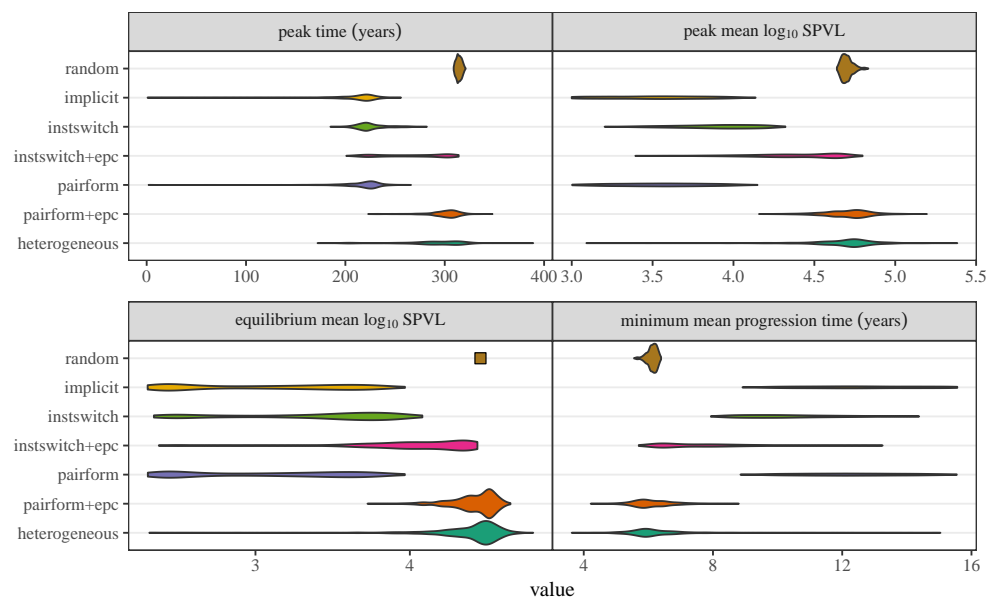 peak time (years)
peak mean log₁₀ SPVL
random
implicit
instswitch
instswitch+epc
pairform
pairform+epc
heterogeneous
0 100 200 300 400
3.0 3.5 4.0 4.5 5.0 5.5
equilibrium mean log₁₀ SPVL
minimum mean progression time (years)
random
implicit
instswitch
instswitch+epc
pairform
pairform+epc
heterogeneous
3 4
4 8 12 16
value